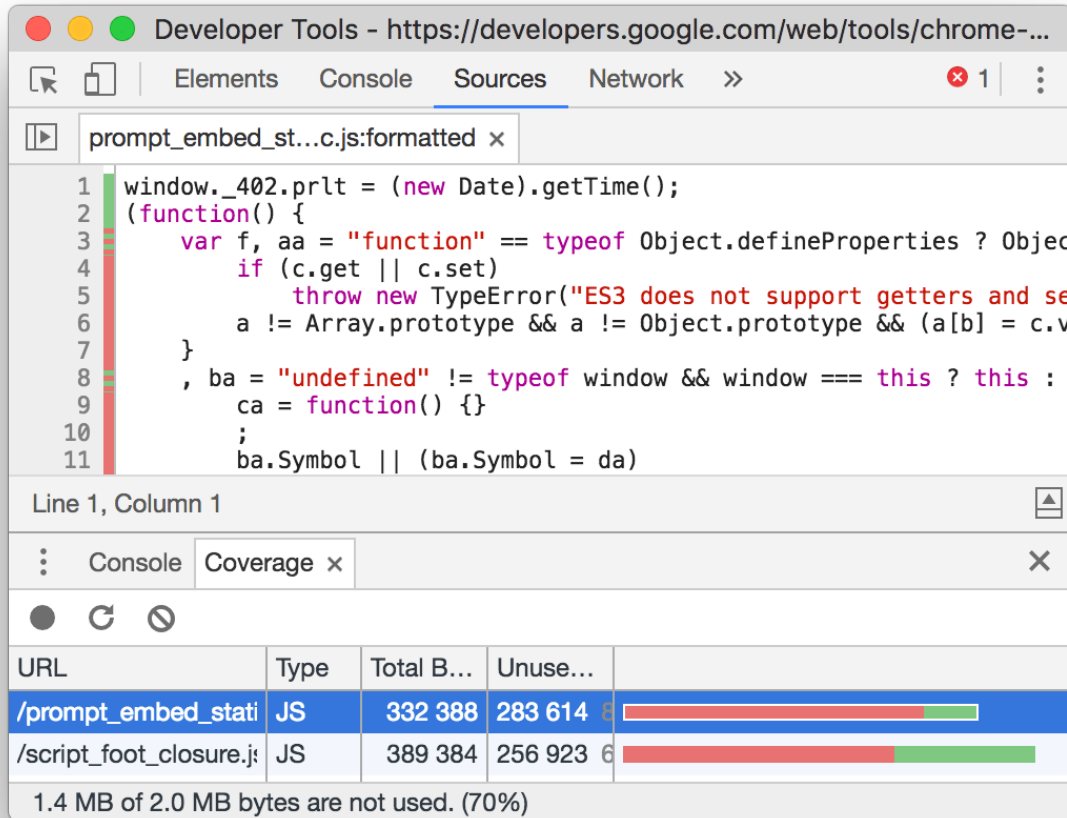 Developer Tools - https://developers.google.com/web/tools/chrome-...
Elements Console Sources Network » 1
prompt_embed_st...c.js:formatted ×
1 window._402.prlt = (new Date).getTime();
2 (function() {
3 var f, aa = "function" == typeof Object.defineProperties ? Objec
4 if (c.get || c.set)
5 throw new TypeError("ES3 does not support getters and se
6 a != Array.prototype && a != Object.prototype && (a[b] = c.v
7 }
8 , ba = "undefined" != typeof window && window === this ? this :
9 ca = function() {}
10 ;
11 ba.Symbol || (ba.Symbol = da)
Line 1, Column 1
Console Coverage ×
URL Type Total B... Unuse...
/prompt_embed_stati JS 332 388 283 614 8
/script_foot_closure.js JS 389 384 256 923 6
1.4 MB of 2.0 MB bytes are not used. (70%)